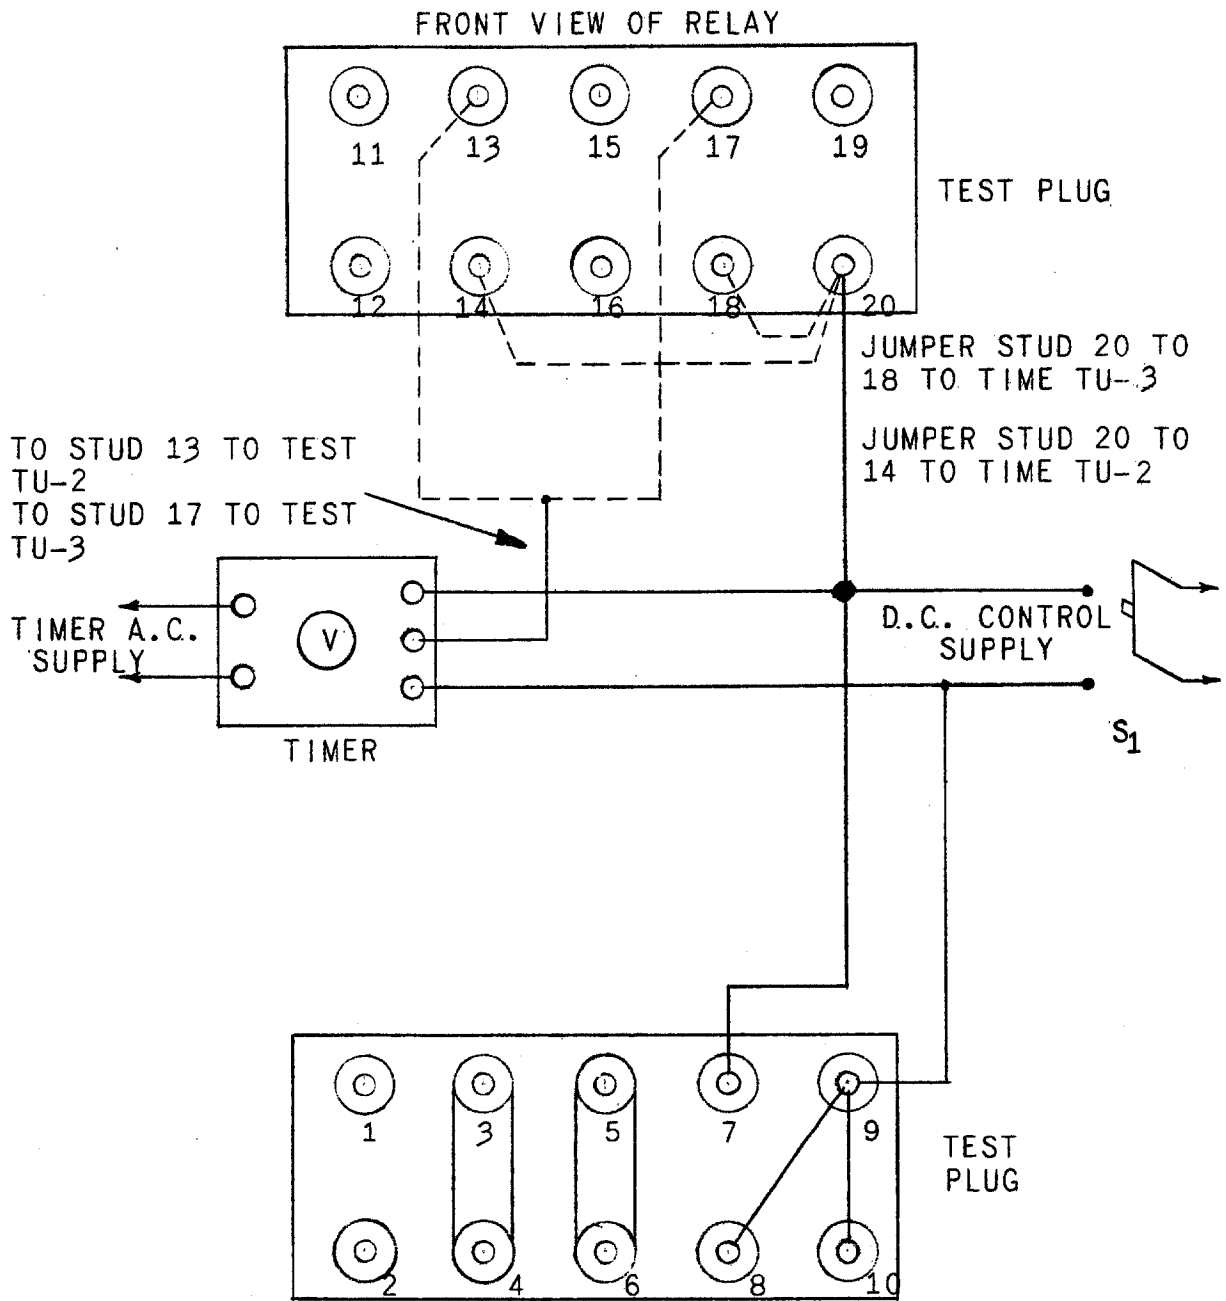 FRONT VIEW OF RELAY
11 13 15 17 19
TEST PLUG
12 14 16 18 20
JUMPER STUD 20 TO
18 TO TIME TU-3
JUMPER STUD 20 TO
14 TO TIME TU-2
TO STUD 13 TO TEST
TU-2
TO STUD 17 TO TEST
TU-3
TIMER A.C.
SUPPLY
V
D.C. CONTROL
SUPPLY
S1
TIMER
1 3 5 7 9
TEST
PLUG
2 4 6 8 10